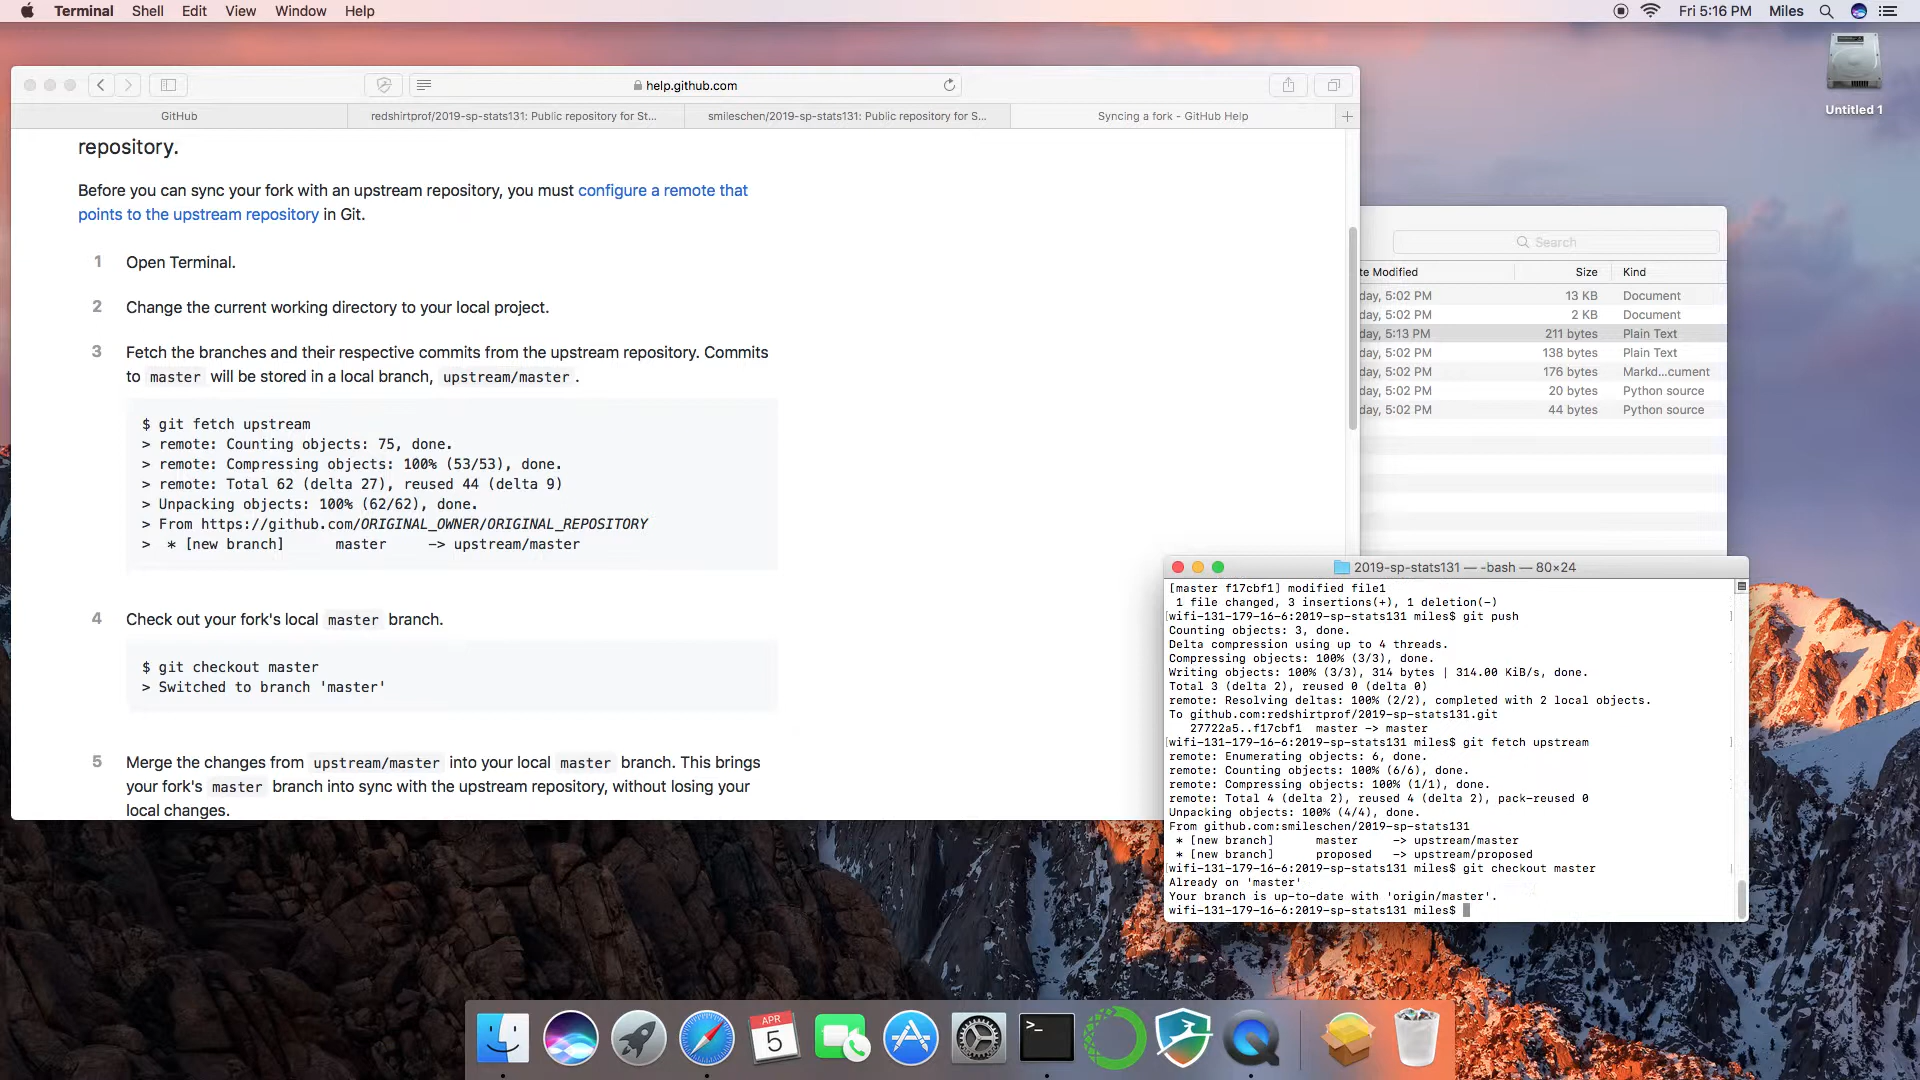 Terminal Shell Edit View Window Help
Fri 5:16 PM Miles
Untitled 1
help.github.com
GitHub
redshirtprof/2019-sp-stats131: Public repository for St...
smileschen/2019-sp-stats131: Public repository for S...
Syncing a fork - GitHub Help
repository.
Before you can sync your fork with an upstream repository, you must configure a remote that
points to the upstream repository in Git.
1 Open Terminal.
2 Change the current working directory to your local project.
3 Fetch the branches and their respective commits from the upstream repository. Commits
to master will be stored in a local branch, upstream/master .
$ git fetch upstream
> remote: Counting objects: 75, done.
> remote: Compressing objects: 100% (53/53), done.
> remote: Total 62 (delta 27), reused 44 (delta 9)
> Unpacking objects: 100% (62/62), done.
> From https://github.com/ORIGINAL_OWNER/ORIGINAL_REPOSITORY
> * [new branch] master -> upstream/master
4 Check out your fork's local master branch.
$ git checkout master
> Switched to branch 'master'
5 Merge the changes from upstream/master into your local master branch. This brings
your fork's master branch into sync with the upstream repository, without losing your
local changes.
Search
te Modified Size Kind
day, 5:02 PM 13 KB Document
day, 5:02 PM 2 KB Document
day, 5:13 PM 211 bytes Plain Text
day, 5:02 PM 138 bytes Plain Text
day, 5:02 PM 176 bytes Markd...cument
day, 5:02 PM 20 bytes Python source
day, 5:02 PM 44 bytes Python source
2019-sp-stats131 — -bash — 80×24
[master f17cbf1] modified file1
1 file changed, 3 insertions(+), 1 deletion(-)
[wifi-131-179-16-6:2019-sp-stats131 miles$ git push ]
Counting objects: 3, done.
Delta compression using up to 4 threads.
Compressing objects: 100% (3/3), done.
Writing objects: 100% (3/3), 314 bytes | 314.00 KiB/s, done.
Total 3 (delta 2), reused 0 (delta 0)
remote: Resolving deltas: 100% (2/2), completed with 2 local objects.
To github.com:redshirtprof/2019-sp-stats131.git
27722a5..f17cbf1 master -> master
[wifi-131-179-16-6:2019-sp-stats131 miles$ git fetch upstream ]
remote: Enumerating objects: 6, done.
remote: Counting objects: 100% (6/6), done.
remote: Compressing objects: 100% (1/1), done.
remote: Total 4 (delta 2), reused 4 (delta 2), pack-reused 0
Unpacking objects: 100% (4/4), done.
From github.com:smileschen/2019-sp-stats131
* [new branch] master -> upstream/master
* [new branch] proposed -> upstream/proposed
[wifi-131-179-16-6:2019-sp-stats131 miles$ git checkout master ]
Already on 'master'
Your branch is up-to-date with 'origin/master'.
wifi-131-179-16-6:2019-sp-stats131 miles$
APR
5
>_